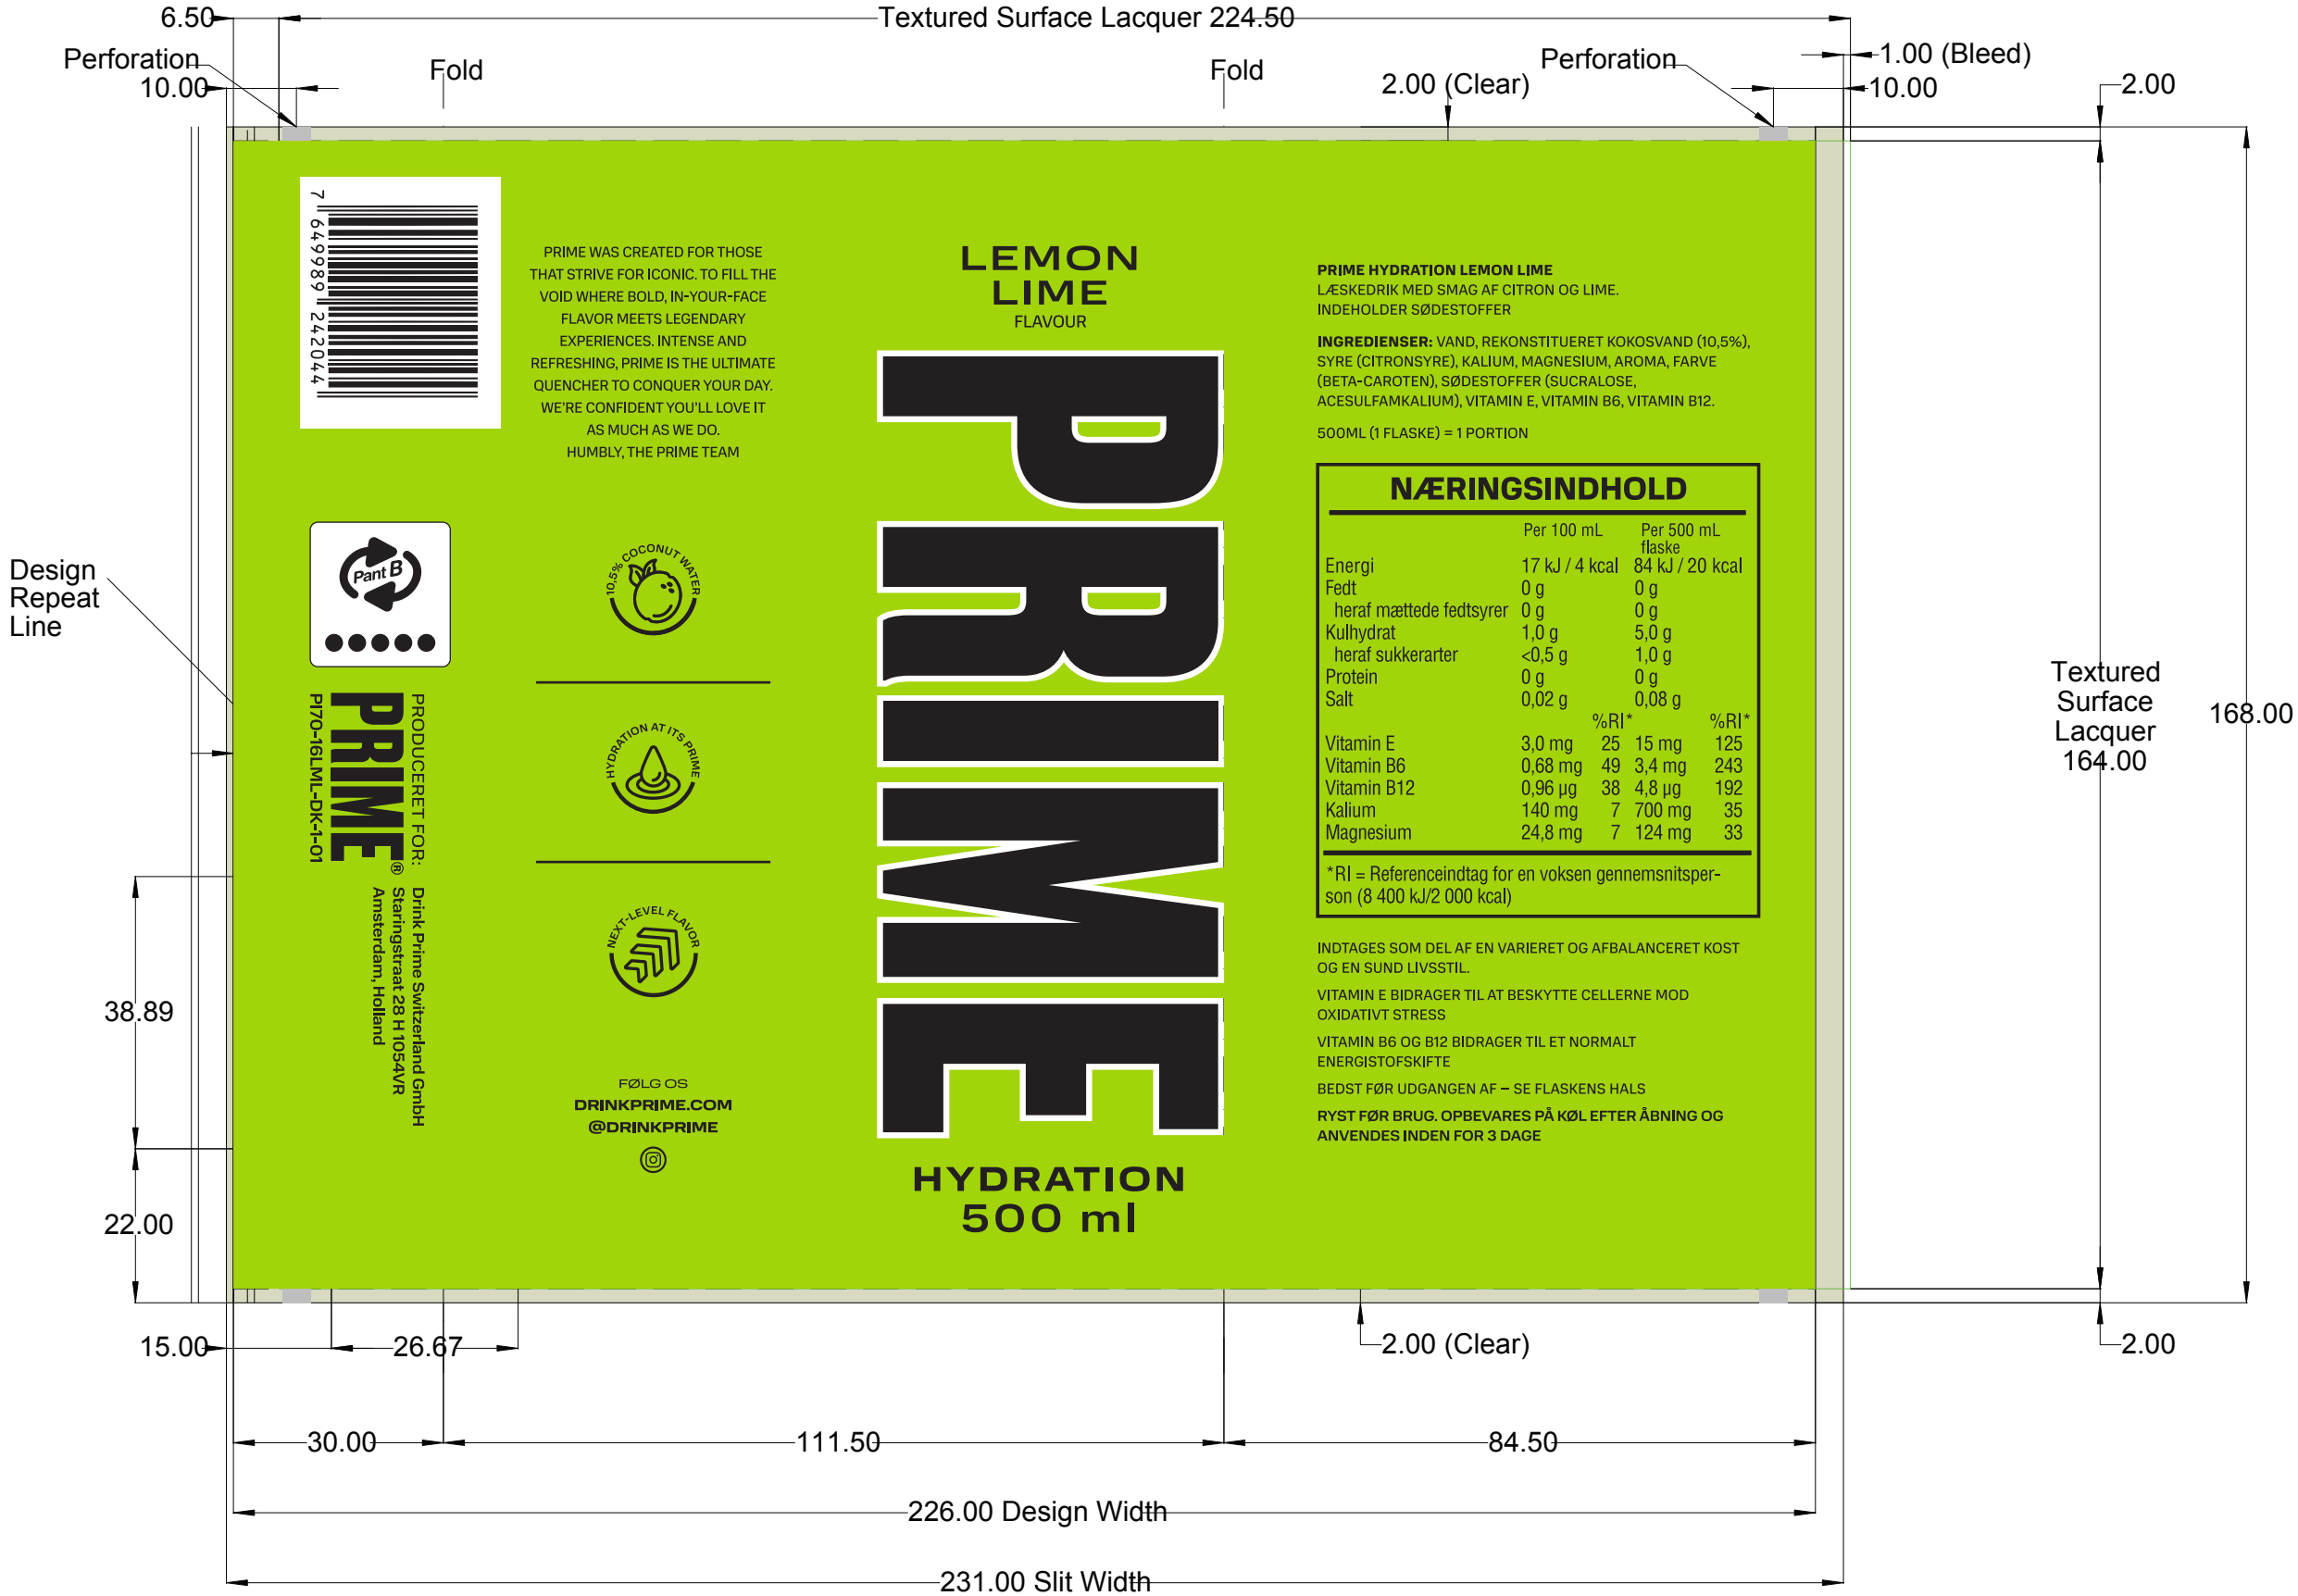 6.50
Textured Surface Lacquer 224.50
Perforation
10.00
Fold
Fold
2.00 (Clear)
Perforation
1.00 (Bleed)
10.00
2.00
7 649989 242044
PRIME WAS CREATED FOR THOSE
THAT STRIVE FOR ICONIC. TO FILL THE
VOID WHERE BOLD, IN-YOUR-FACE
FLAVOR MEETS LEGENDARY
EXPERIENCES. INTENSE AND
REFRESHING, PRIME IS THE ULTIMATE
QUENCHER TO CONQUER YOUR DAY.
WE'RE CONFIDENT YOU'LL LOVE IT
AS MUCH AS WE DO.
HUMBLY, THE PRIME TEAM
Design
Repeat
Line
Pant B
PRODUCERET FOR:
PRIME®
PI70-16LML-DK-1-01
Drink Prime Switzerland GmbH
Staringstraat 28 H 1054VR
Amsterdam, Holland
10,5% COCONUT WATER
HYDRATION AT ITS PRIME
NEXT-LEVEL FLAVOR
FØLG OS
DRINKPRIME.COM
@DRINKPRIME
LEMON
LIME
FLAVOUR
PRIME
HYDRATION
500 ml
PRIME HYDRATION LEMON LIME
LÆSKEDRIK MED SMAG AF CITRON OG LIME.
INDEHOLDER SØDESTOFFER
INGREDIENSER: VAND, REKONSTITUERET KOKOSVAND (10,5%),
SYRE (CITRONSYRE), KALIUM, MAGNESIUM, AROMA, FARVE
(BETA-CAROTEN), SØDESTOFFER (SUCRALOSE,
ACESULFAMKALIUM), VITAMIN E, VITAMIN B6, VITAMIN B12.
500ML (1 FLASKE) = 1 PORTION
NÆRINGSINDHOLD
Per 100 mL Per 500 mL
flaske
Energi 17 kJ / 4 kcal 84 kJ / 20 kcal
Fedt 0 g 0 g
heraf mættede fedtsyrer 0 g 0 g
Kulhydrat 1,0 g 5,0 g
heraf sukkerarter <0,5 g 1,0 g
Protein 0 g 0 g
Salt 0,02 g 0,08 g
%RI* %RI*
Vitamin E 3,0 mg 25 15 mg 125
Vitamin B6 0,68 mg 49 3,4 mg 243
Vitamin B12 0,96 µg 38 4,8 µg 192
Kalium 140 mg 7 700 mg 35
Magnesium 24,8 mg 7 124 mg 33
*RI = Referenceindtag for en voksen gennemsnitsper-
son (8 400 kJ/2 000 kcal)
INDTAGES SOM DEL AF EN VARIERET OG AFBALANCERET KOST
OG EN SUND LIVSSTIL.
VITAMIN E BIDRAGER TIL AT BESKYTTE CELLERNE MOD
OXIDATIVT STRESS
VITAMIN B6 OG B12 BIDRAGER TIL ET NORMALT
ENERGISTOFSKIFTE
BEDST FØR UDGANGEN AF – SE FLASKENS HALS
RYST FØR BRUG. OPBEVARES PÅ KØL EFTER ÅBNING OG
ANVENDES INDEN FOR 3 DAGE
Textured
Surface
Lacquer
164.00
168.00
38.89
22.00
15.00
26.67
2.00 (Clear)
2.00
30.00
111.50
84.50
226.00 Design Width
231.00 Slit Width